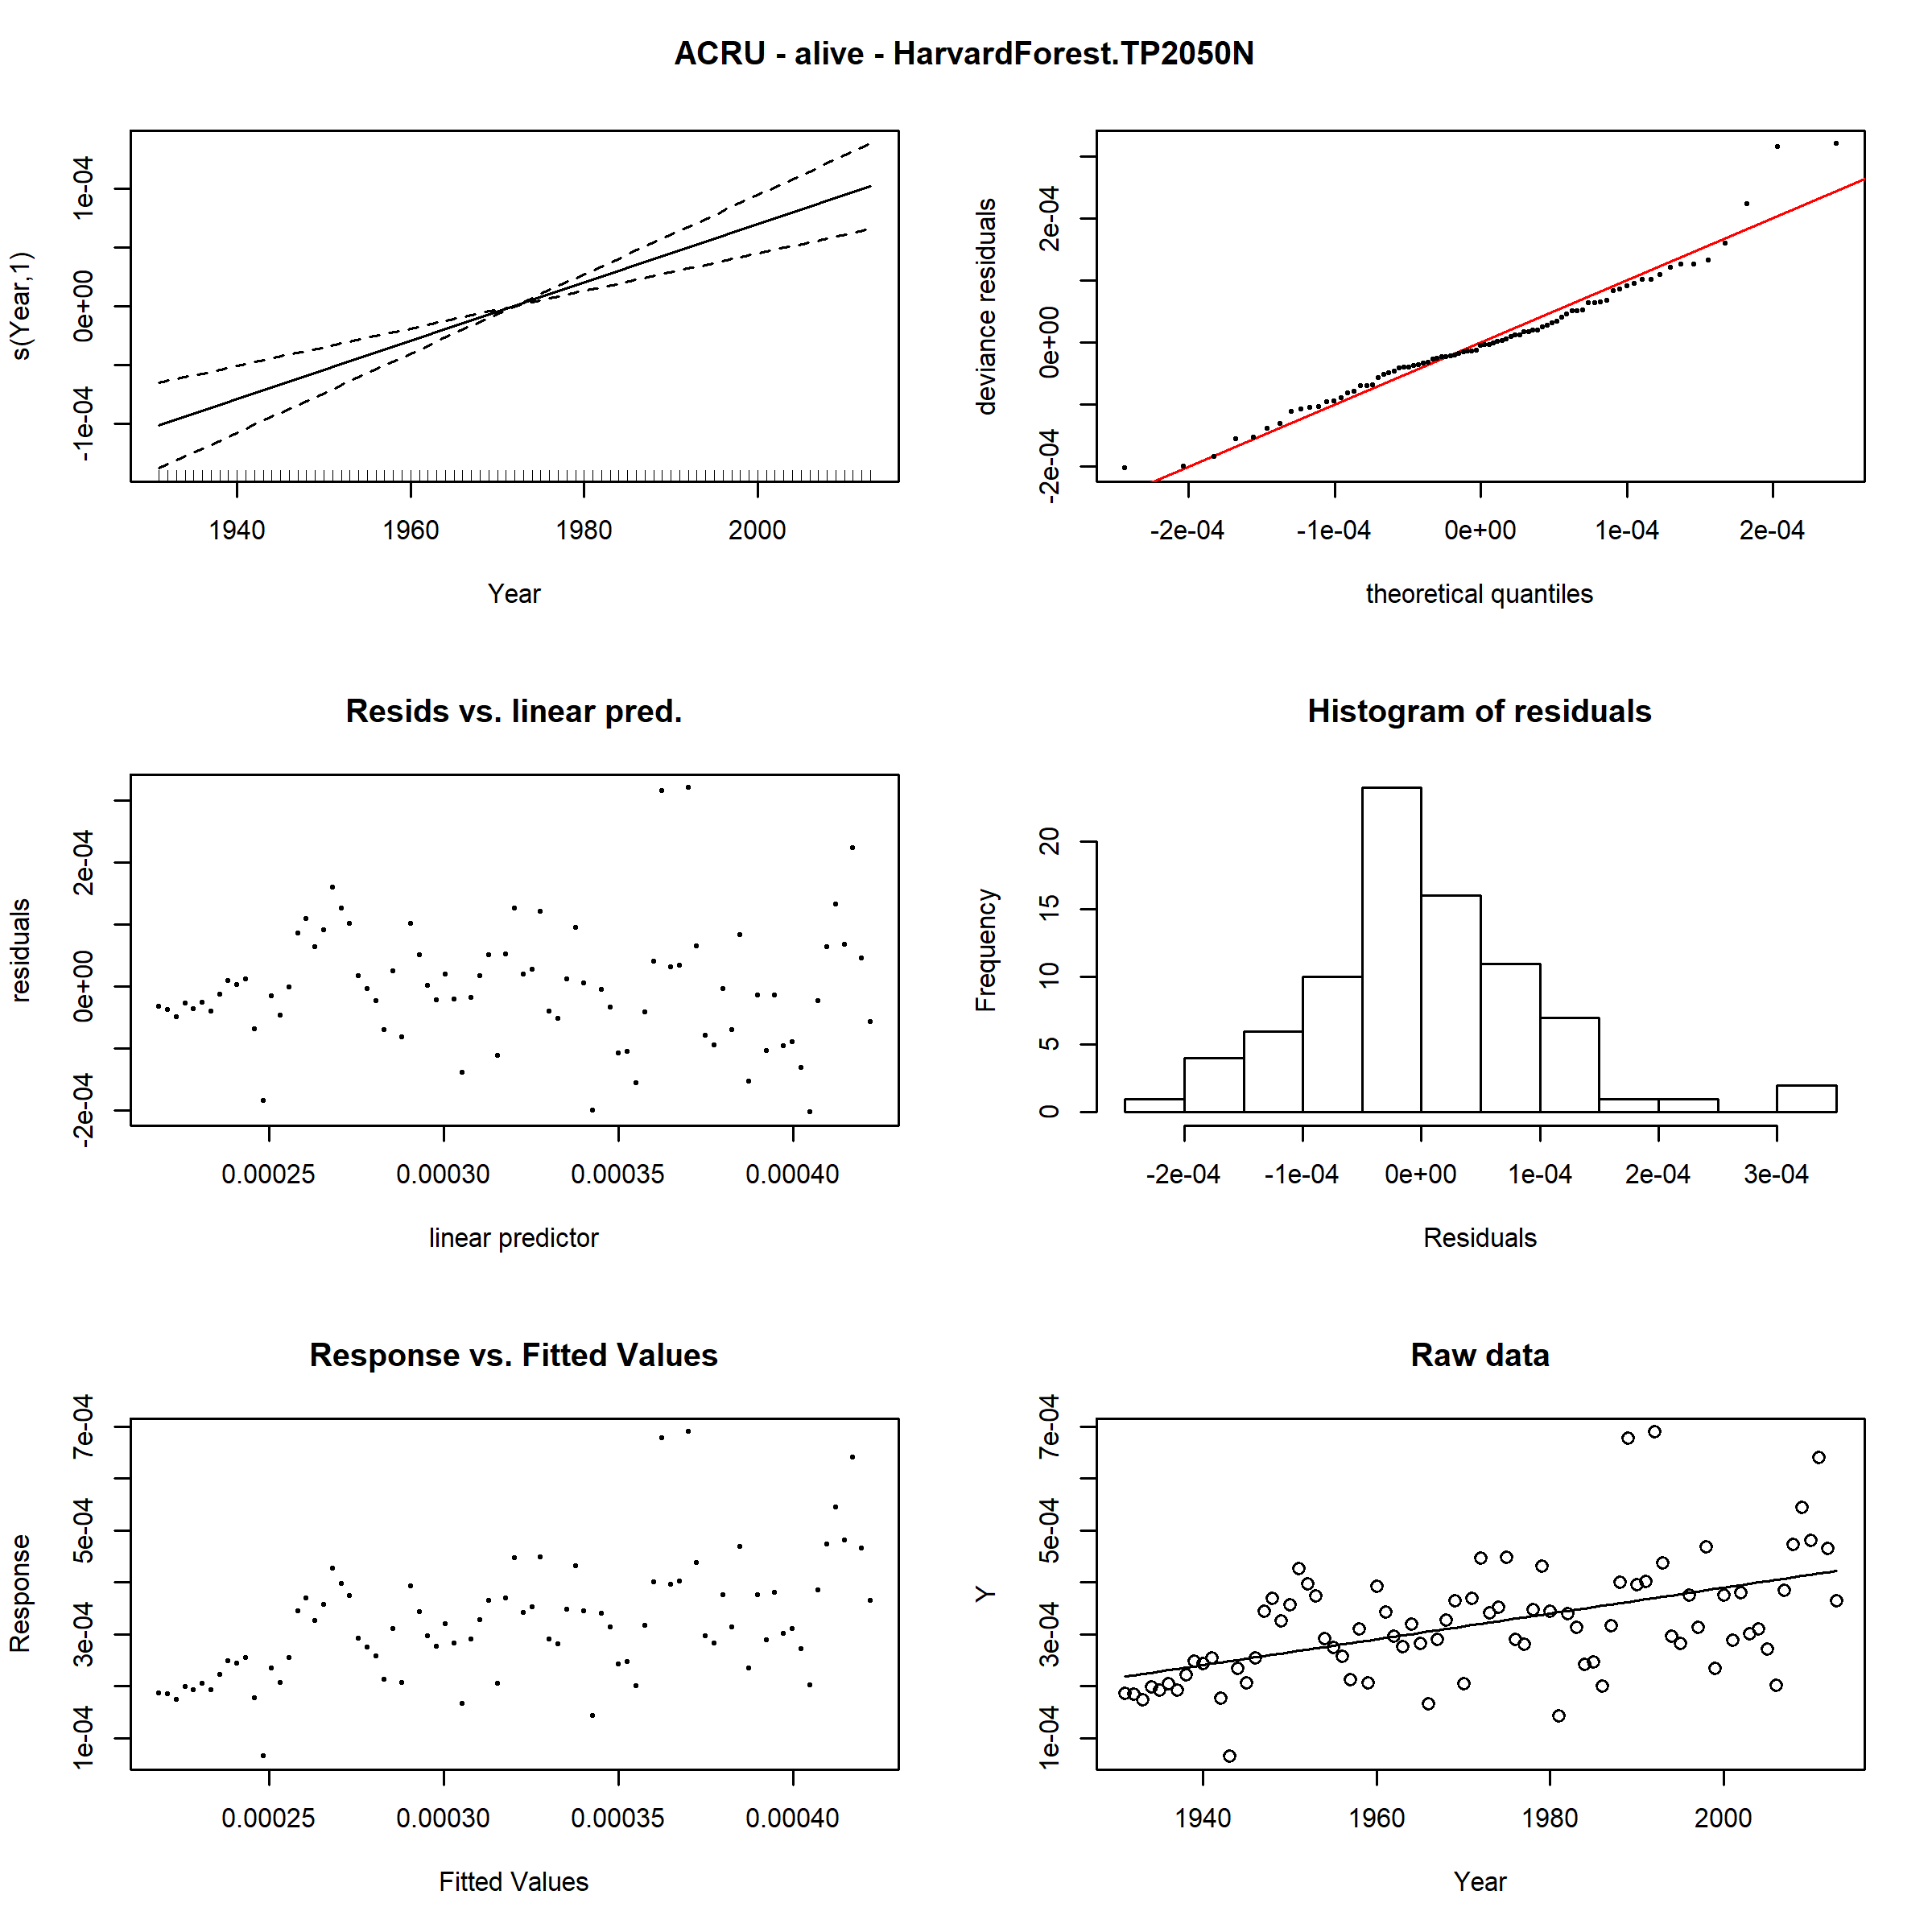 ACRU - alive - HarvardForest.TP2050N
s(Year,1)
-1e-04 0e+00 1e-04
1940 1960 1980 2000
Year
deviance residuals
-2e-04 0e+00 2e-04
-2e-04 -1e-04 0e+00 1e-04 2e-04
theoretical quantiles
Resids vs. linear pred.
residuals
-2e-04 0e+00 2e-04
0.00025 0.00030 0.00035 0.00040
linear predictor
Histogram of residuals
Frequency
0 5 10 15 20
-2e-04 -1e-04 0e+00 1e-04 2e-04 3e-04
Residuals
Response vs. Fitted Values
Response
1e-04 3e-04 5e-04 7e-04
0.00025 0.00030 0.00035 0.00040
Fitted Values
Raw data
Y
1e-04 3e-04 5e-04 7e-04
1940 1960 1980 2000
Year